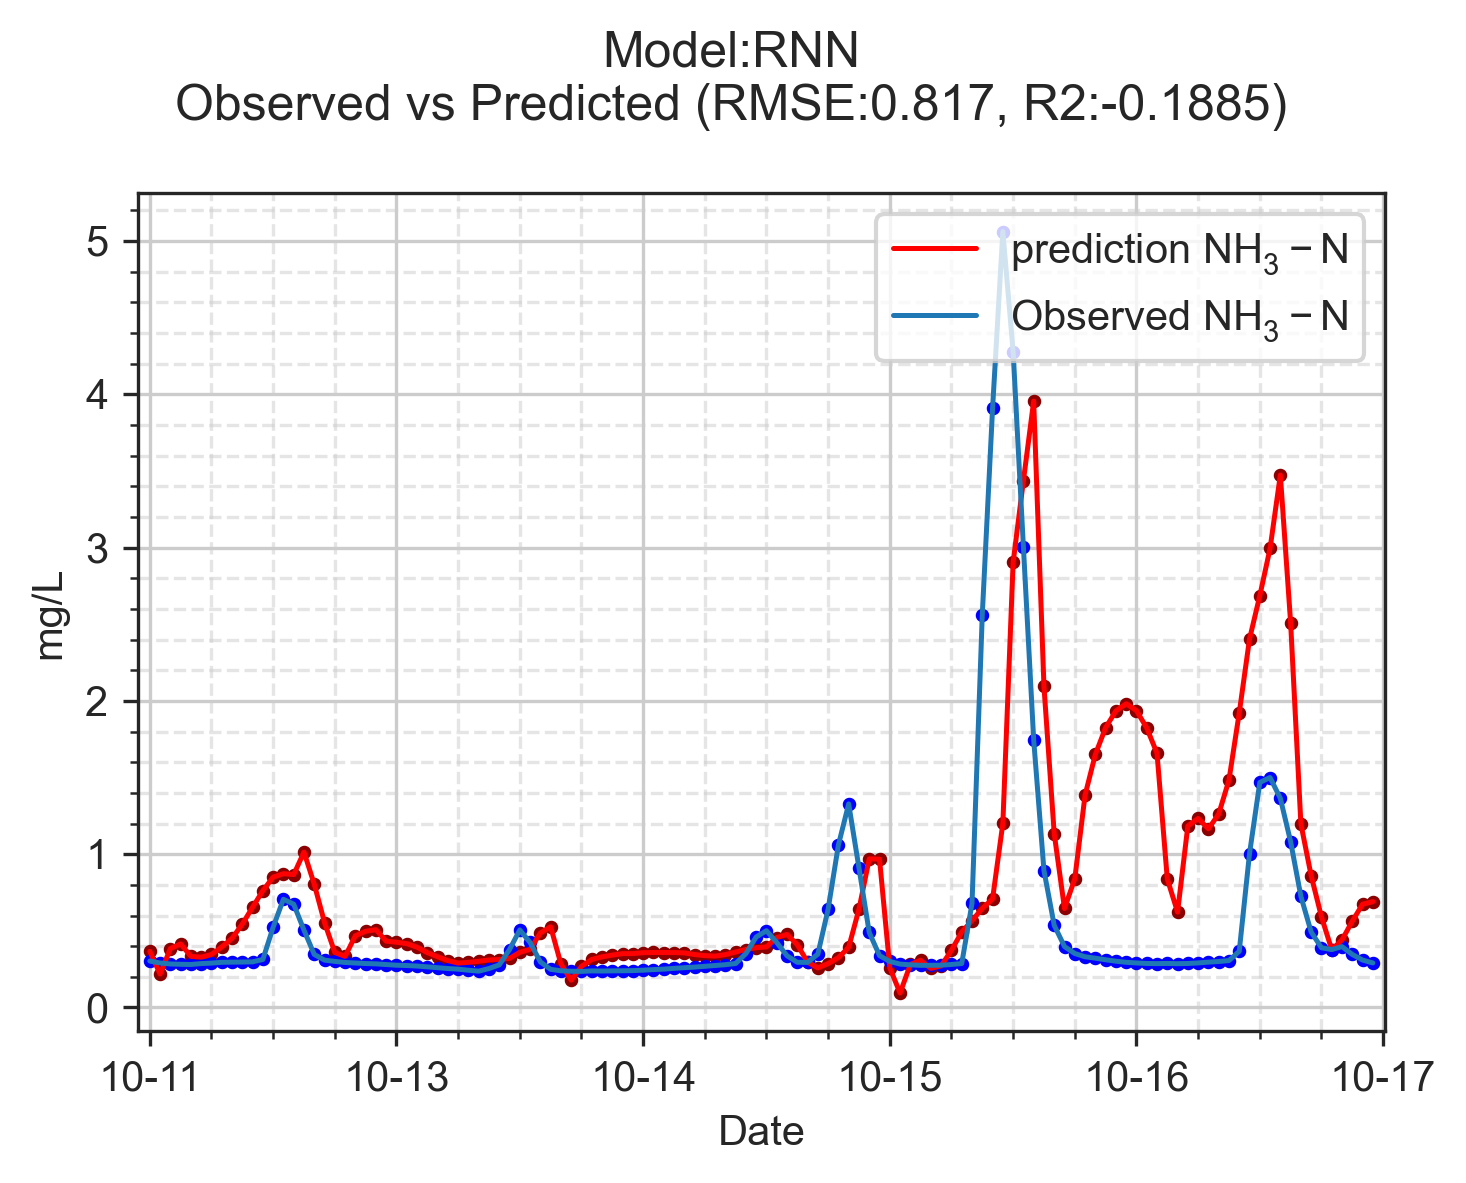 Model:RNN
Observed vs Predicted (RMSE:0.817, R2:-0.1885)
prediction NH₃ − N
Observed NH₃ − N
5
4
3
2
1
0
mg/L
10-11 10-13 10-14 10-15 10-16 10-17
Date